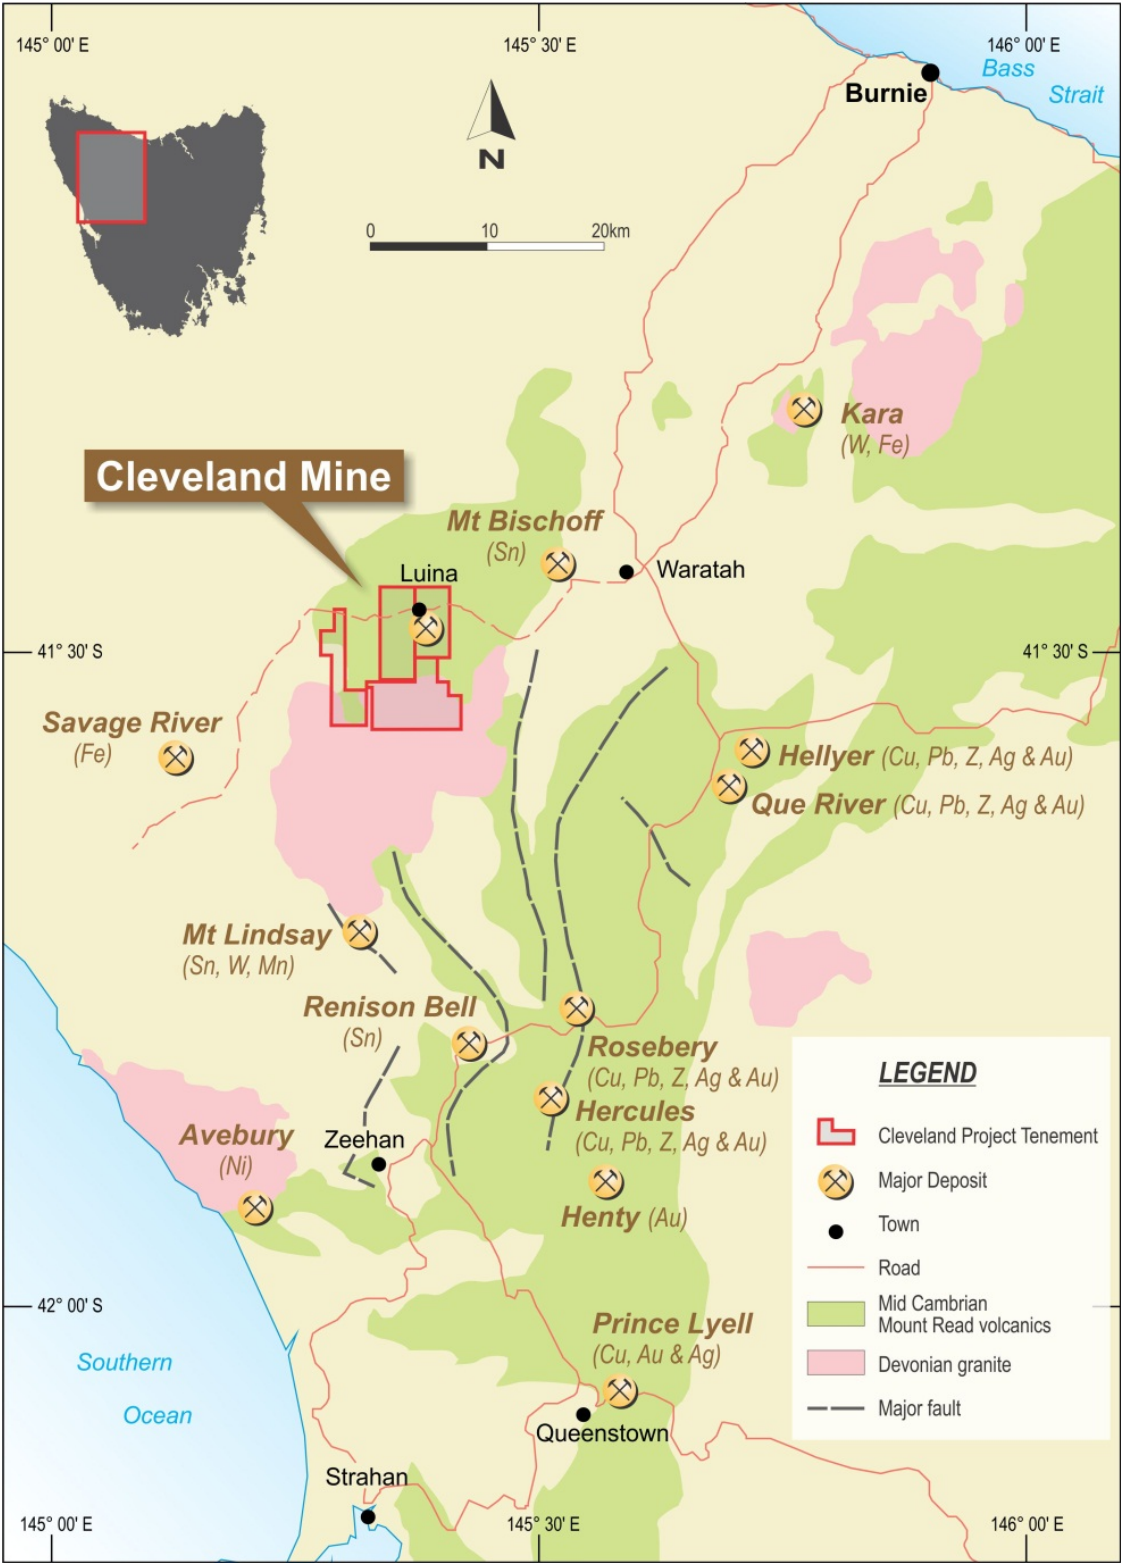 145° 00' E
145° 30' E
146° 00' E
Bass
Strait
Burnie
N
0
10
20km
Kara
(W, Fe)
Cleveland Mine
Mt Bischoff
(Sn)
Luina
Waratah
41° 30' S
41° 30' S
Savage River
(Fe)
Hellyer (Cu, Pb, Z, Ag & Au)
Que River (Cu, Pb, Z, Ag & Au)
Mt Lindsay
(Sn, W, Mn)
Renison Bell
(Sn)
Rosebery
(Cu, Pb, Z, Ag & Au)
Hercules
(Cu, Pb, Z, Ag & Au)
Avebury
(Ni)
Zeehan
Henty (Au)
42° 00' S
Prince Lyell
(Cu, Au & Ag)
Southern
Ocean
Queenstown
Strahan
LEGEND
Cleveland Project Tenement
Major Deposit
Town
Road
Mid Cambrian
Mount Read volcanics
Devonian granite
Major fault
145° 00' E
145° 30' E
146° 00' E